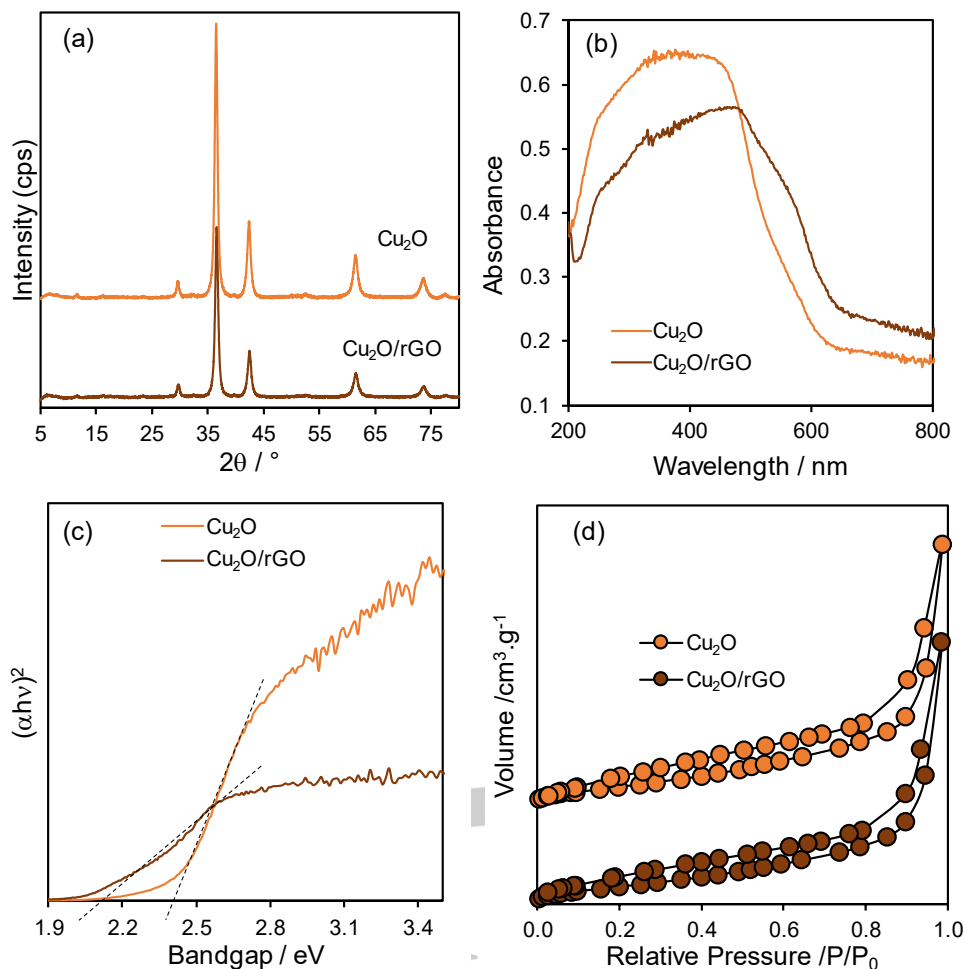 (a)
Intensity (cps)
Cu₂O
Cu₂O/rGO
5 15 25 35 45 55 65 75
2θ / °
(b)
Absorbance
0.7
0.6
0.5
0.4
0.3
0.2
0.1
Cu₂O
Cu₂O/rGO
200 400 600 800
Wavelength / nm
(c)
(αhν)²
Cu₂O
Cu₂O/rGO
1.9 2.2 2.5 2.8 3.1 3.4
Bandgap / eV
(d)
Volume /cm³.g⁻¹
Cu₂O
Cu₂O/rGO
0.0 0.2 0.4 0.6 0.8 1.0
Relative Pressure /P/P₀